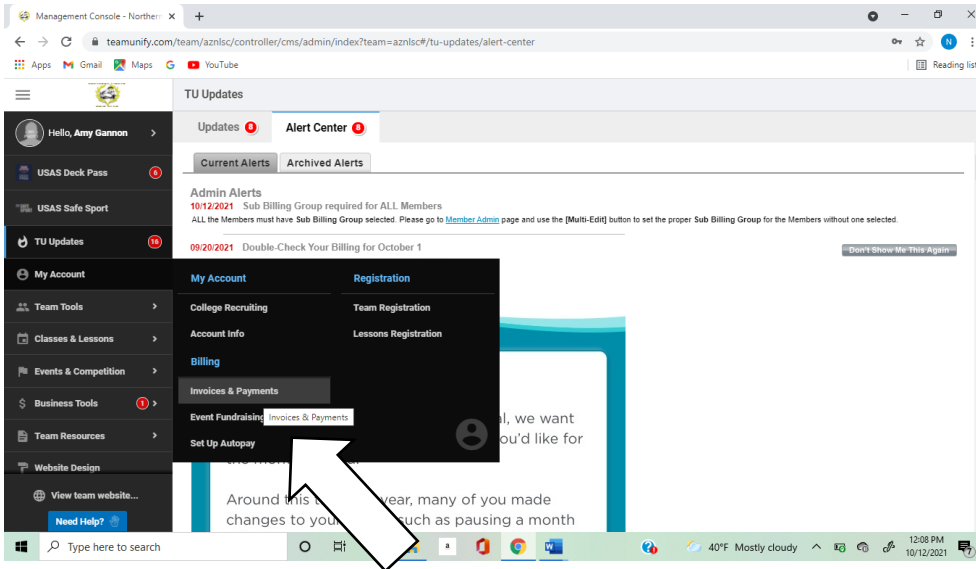 Management Console - Northern
teamunify.com/team/aznlsc/controller/cms/admin/index?team=aznlsc#/tu-updates/alert-center
N
Apps Gmail Maps YouTube Reading list
TU Updates
Hello, Amy Gannon
Updates 8 Alert Center 8
USAS Deck Pass 6
Current Alerts Archived Alerts
USAS Safe Sport
Admin Alerts
10/12/2021 Sub Billing Group required for ALL Members
ALL the Members must have Sub Billing Group selected. Please go to Member Admin page and use the [Multi-Edit] button to set the proper Sub Billing Group for the Members without one selected.
TU Updates 16
09/20/2021 Double-Check Your Billing for October 1
Don't Show Me This Again
My Account
My Account Registration
Team Tools
College Recruiting Team Registration
Classes & Lessons
Account Info Lessons Registration
Events & Competition
Billing
Business Tools 1
Invoices & Payments
Event Fundraising Invoices & Payments
Team Resources
Set Up Autopay
Website Design
al, we want
ou'd like for
View team website...
Need Help?
Around this year, many of you made
changes to you such as pausing a month
Type here to search
a
40°F Mostly cloudy
12:08 PM
10/12/2021
7